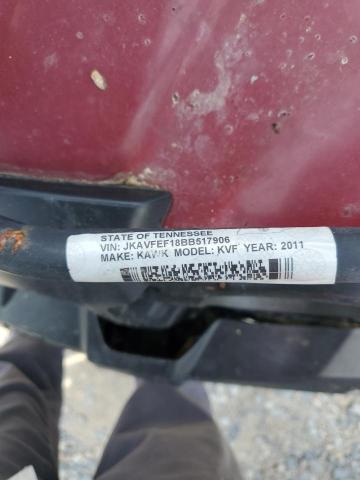 STATE OF TENNESSEE
VIN: JKAVFEF18BB517906
MAKE: KAWK MODEL: KVF YEAR: 2011